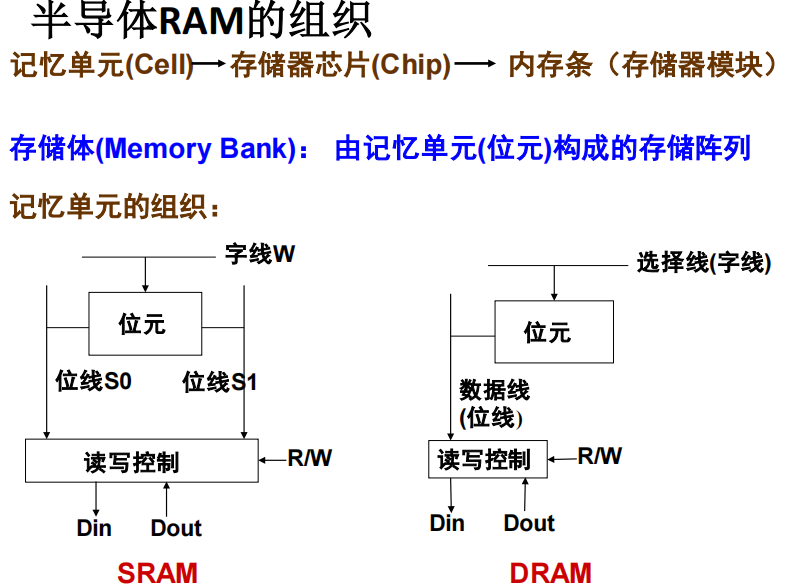 半导体RAM的组织
记忆单元(Cell)→存储器芯片(Chip)→ 内存条（存储器模块）
存储体(Memory Bank)： 由记忆单元(位元)构成的存储阵列
记忆单元的组织：
字线W
位元
位线S0 位线S1
读写控制
R/W
Din Dout
SRAM
选择线(字线)
位元
数据线
(位线)
读写控制
R/W
Din Dout
DRAM